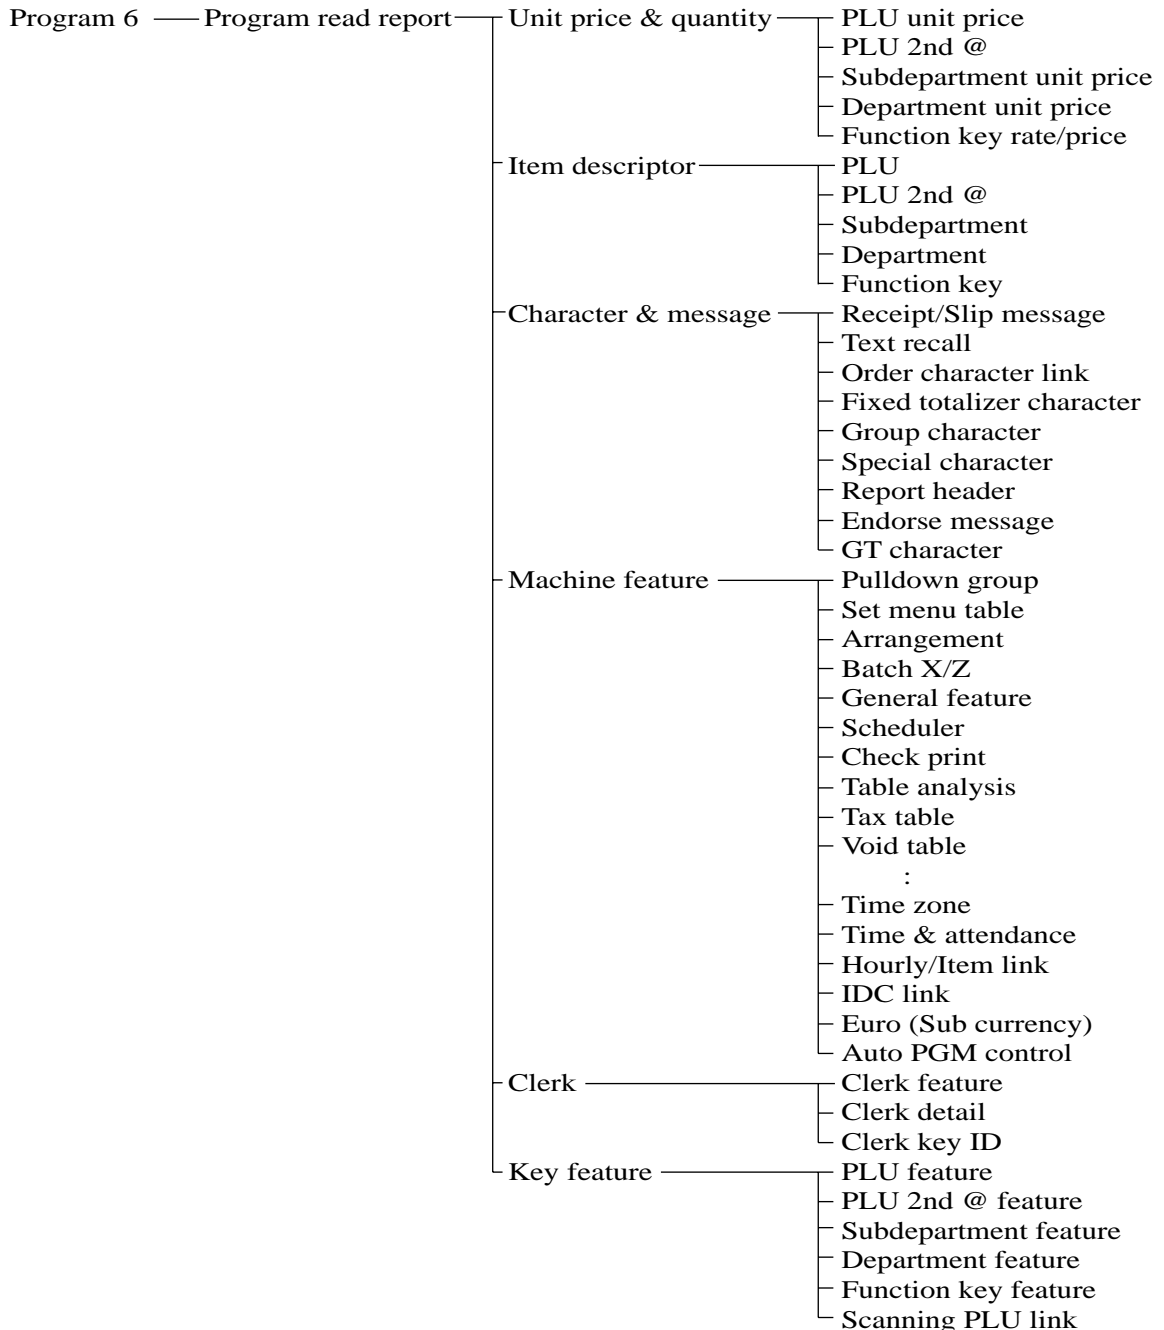 Program 6 Program read report Unit price & quantity PLU unit price
PLU 2nd @
Subdepartment unit price
Department unit price
Function key rate/price
Item descriptor PLU
PLU 2nd @
Subdepartment
Department
Function key
Character & message Receipt/Slip message
Text recall
Order character link
Fixed totalizer character
Group character
Special character
Report header
Endorse message
GT character
Machine feature Pulldown group
Set menu table
Arrangement
Batch X/Z
General feature
Scheduler
Check print
Table analysis
Tax table
Void table
:
Time zone
Time & attendance
Hourly/Item link
IDC link
Euro (Sub currency)
Auto PGM control
Clerk Clerk feature
Clerk detail
Clerk key ID
Key feature PLU feature
PLU 2nd @ feature
Subdepartment feature
Department feature
Function key feature
Scanning PLU link